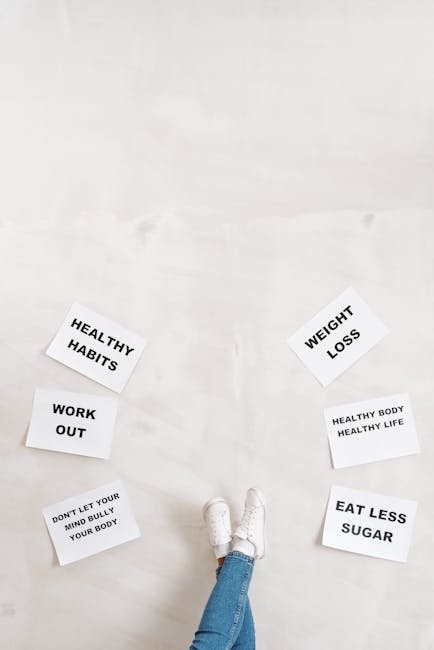 HEALTHY
HABITS
WORK
OUT
DON'T LET YOUR
MIND BULLY
YOUR BODY
WEIGHT
LOSS
HEALTHY BODY
HEALTHY LIFE
EAT LESS
SUGAR